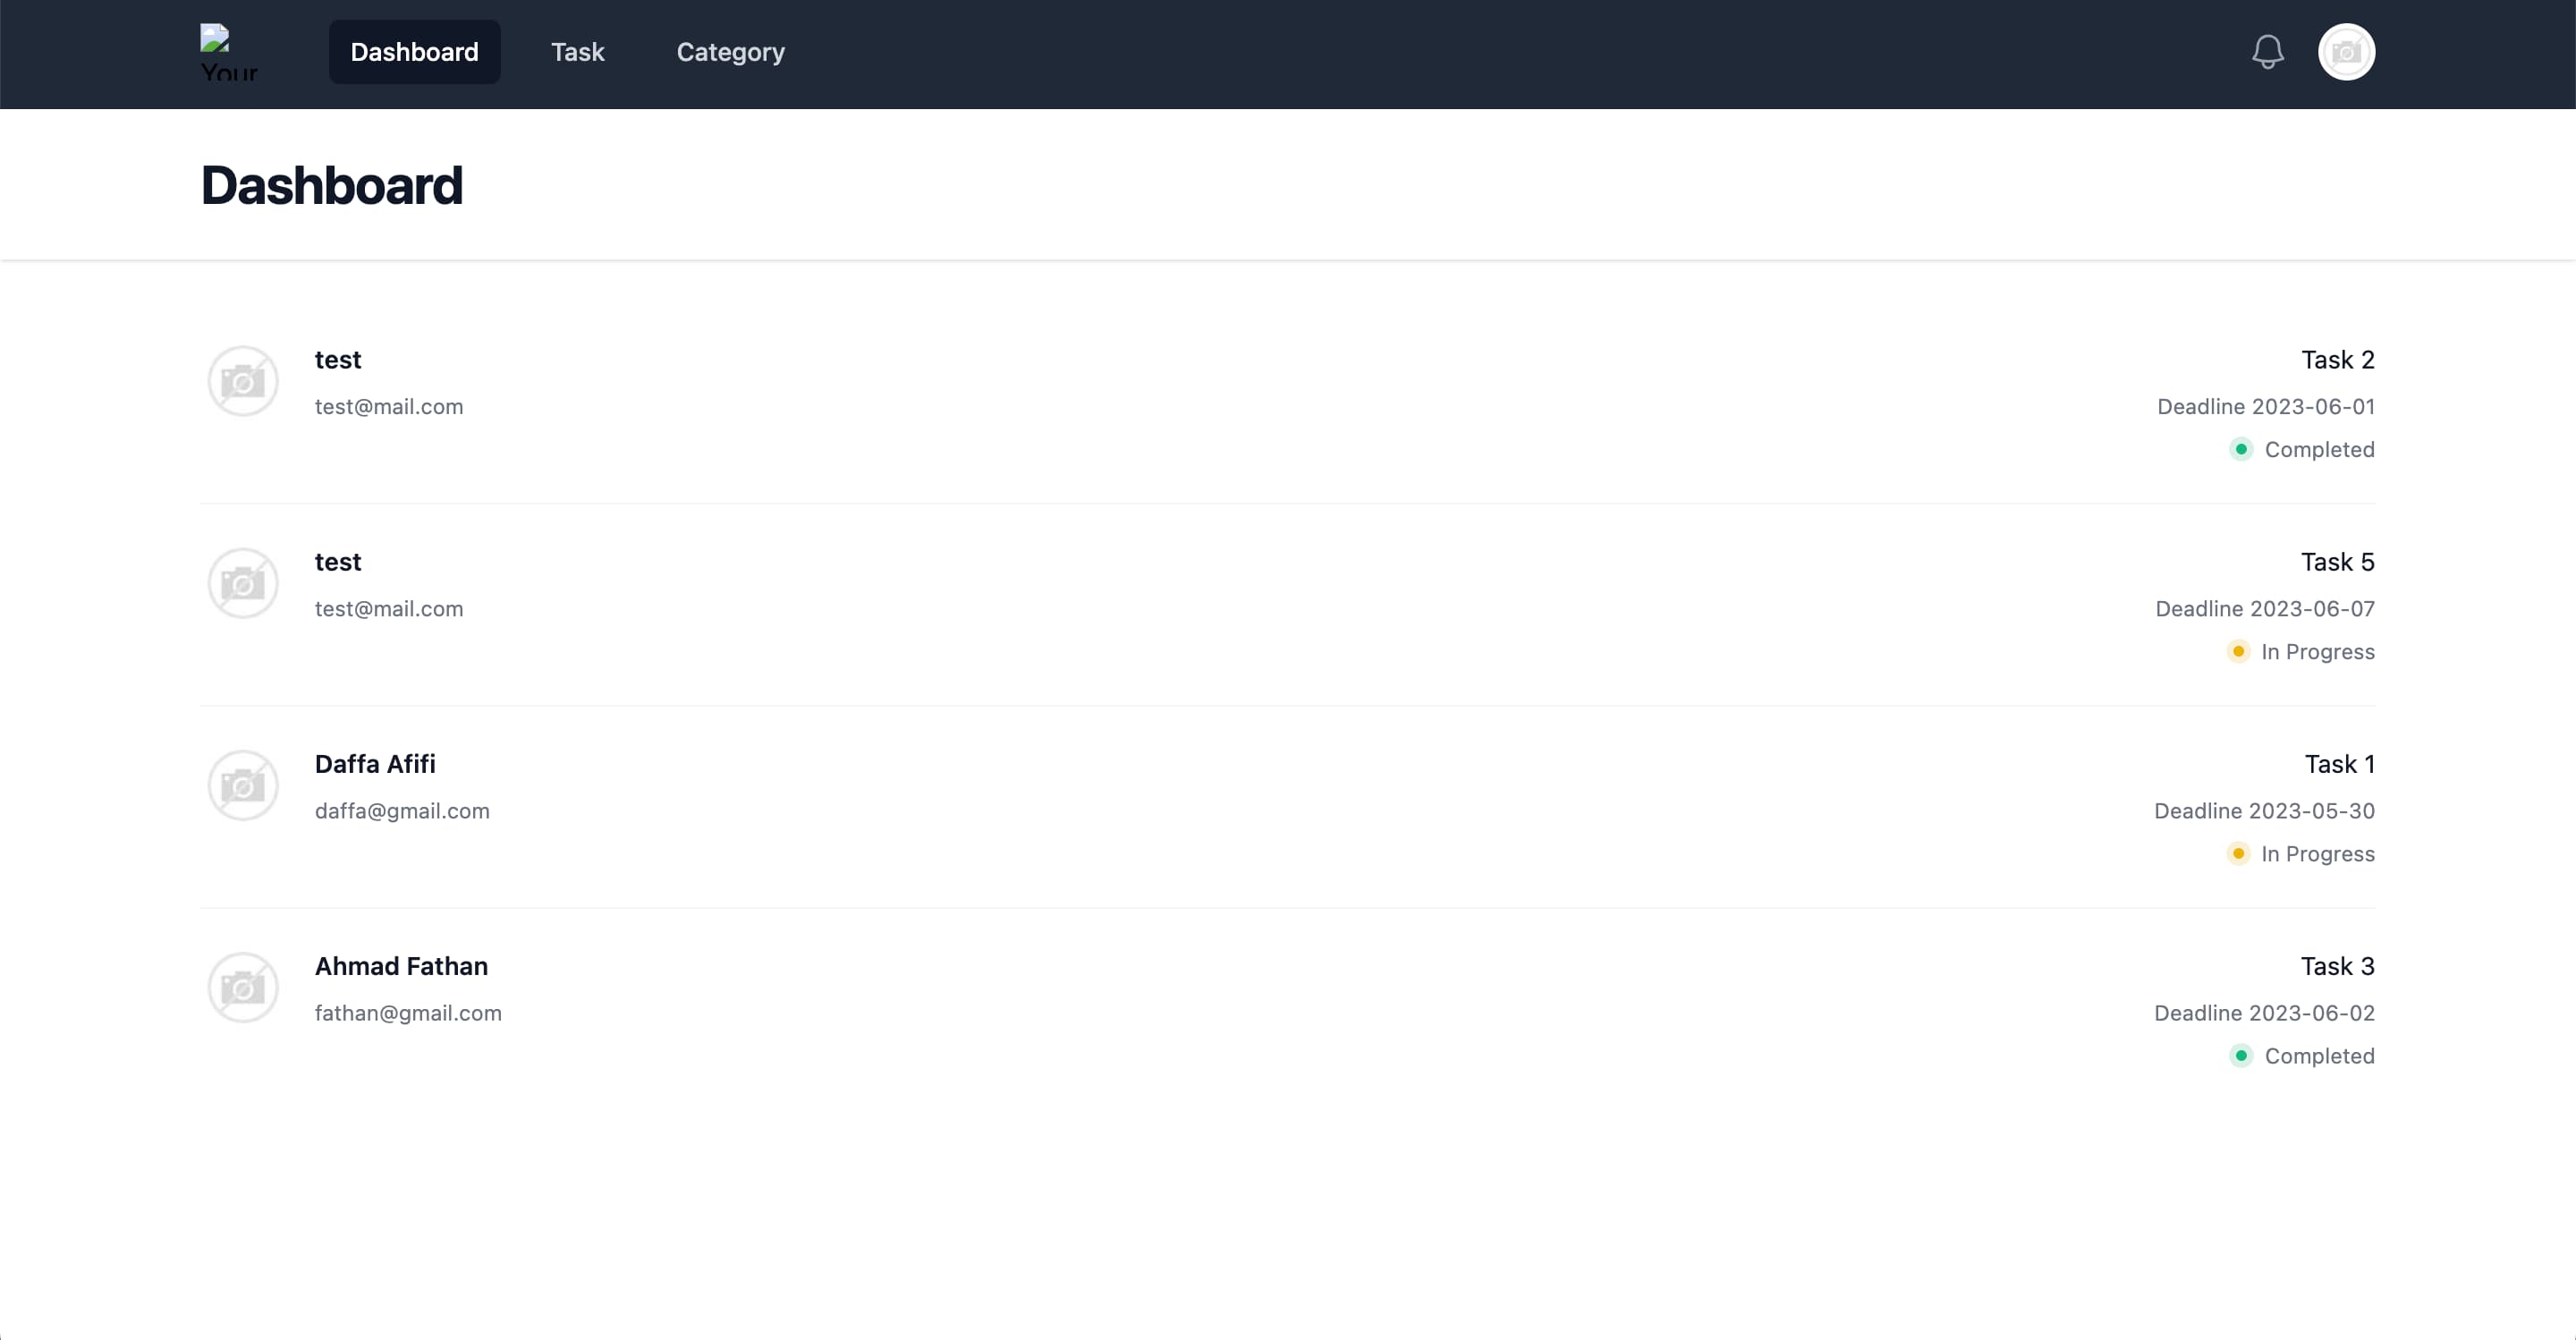 Your
Dashboard
Task
Category
Dashboard
test
test@mail.com
Task 2
Deadline 2023-06-01
Completed
test
test@mail.com
Task 5
Deadline 2023-06-07
In Progress
Daffa Afifi
daffa@gmail.com
Task 1
Deadline 2023-05-30
In Progress
Ahmad Fathan
fathan@gmail.com
Task 3
Deadline 2023-06-02
Completed